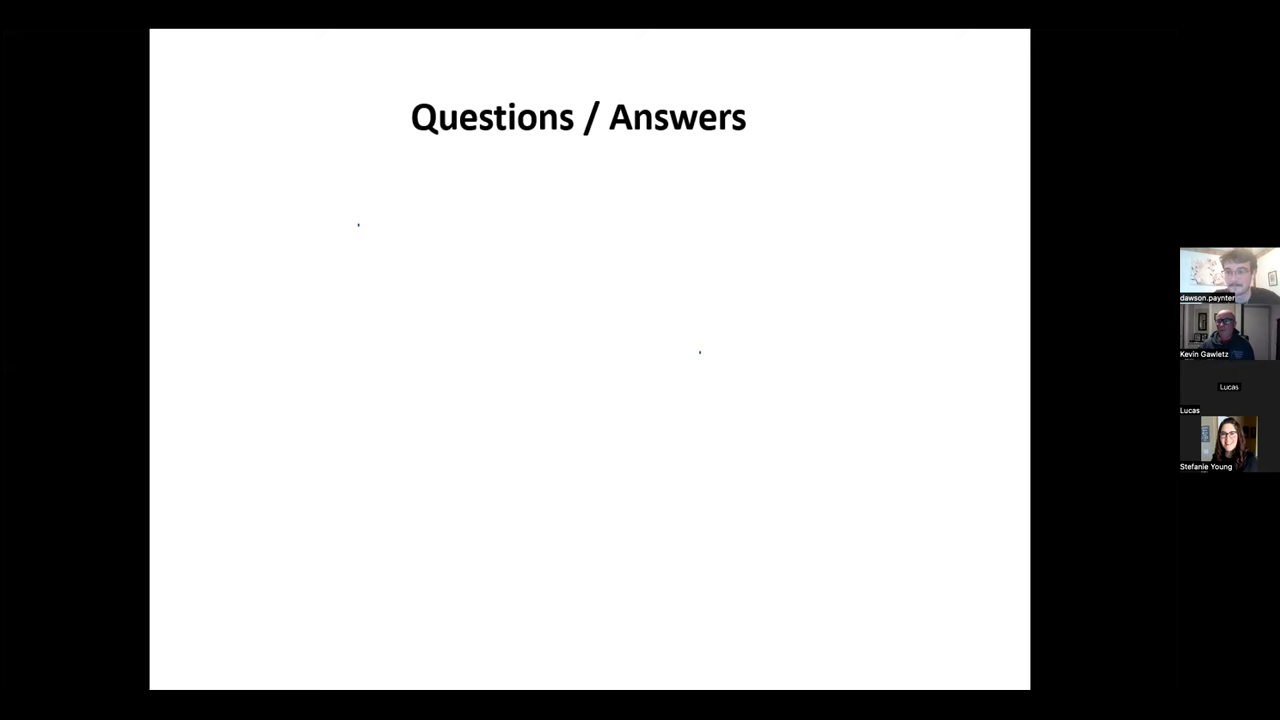 Questions / Answers
dawson.paynter
Kevin Gawletz
Lucas
Lucas
Stefanie Young